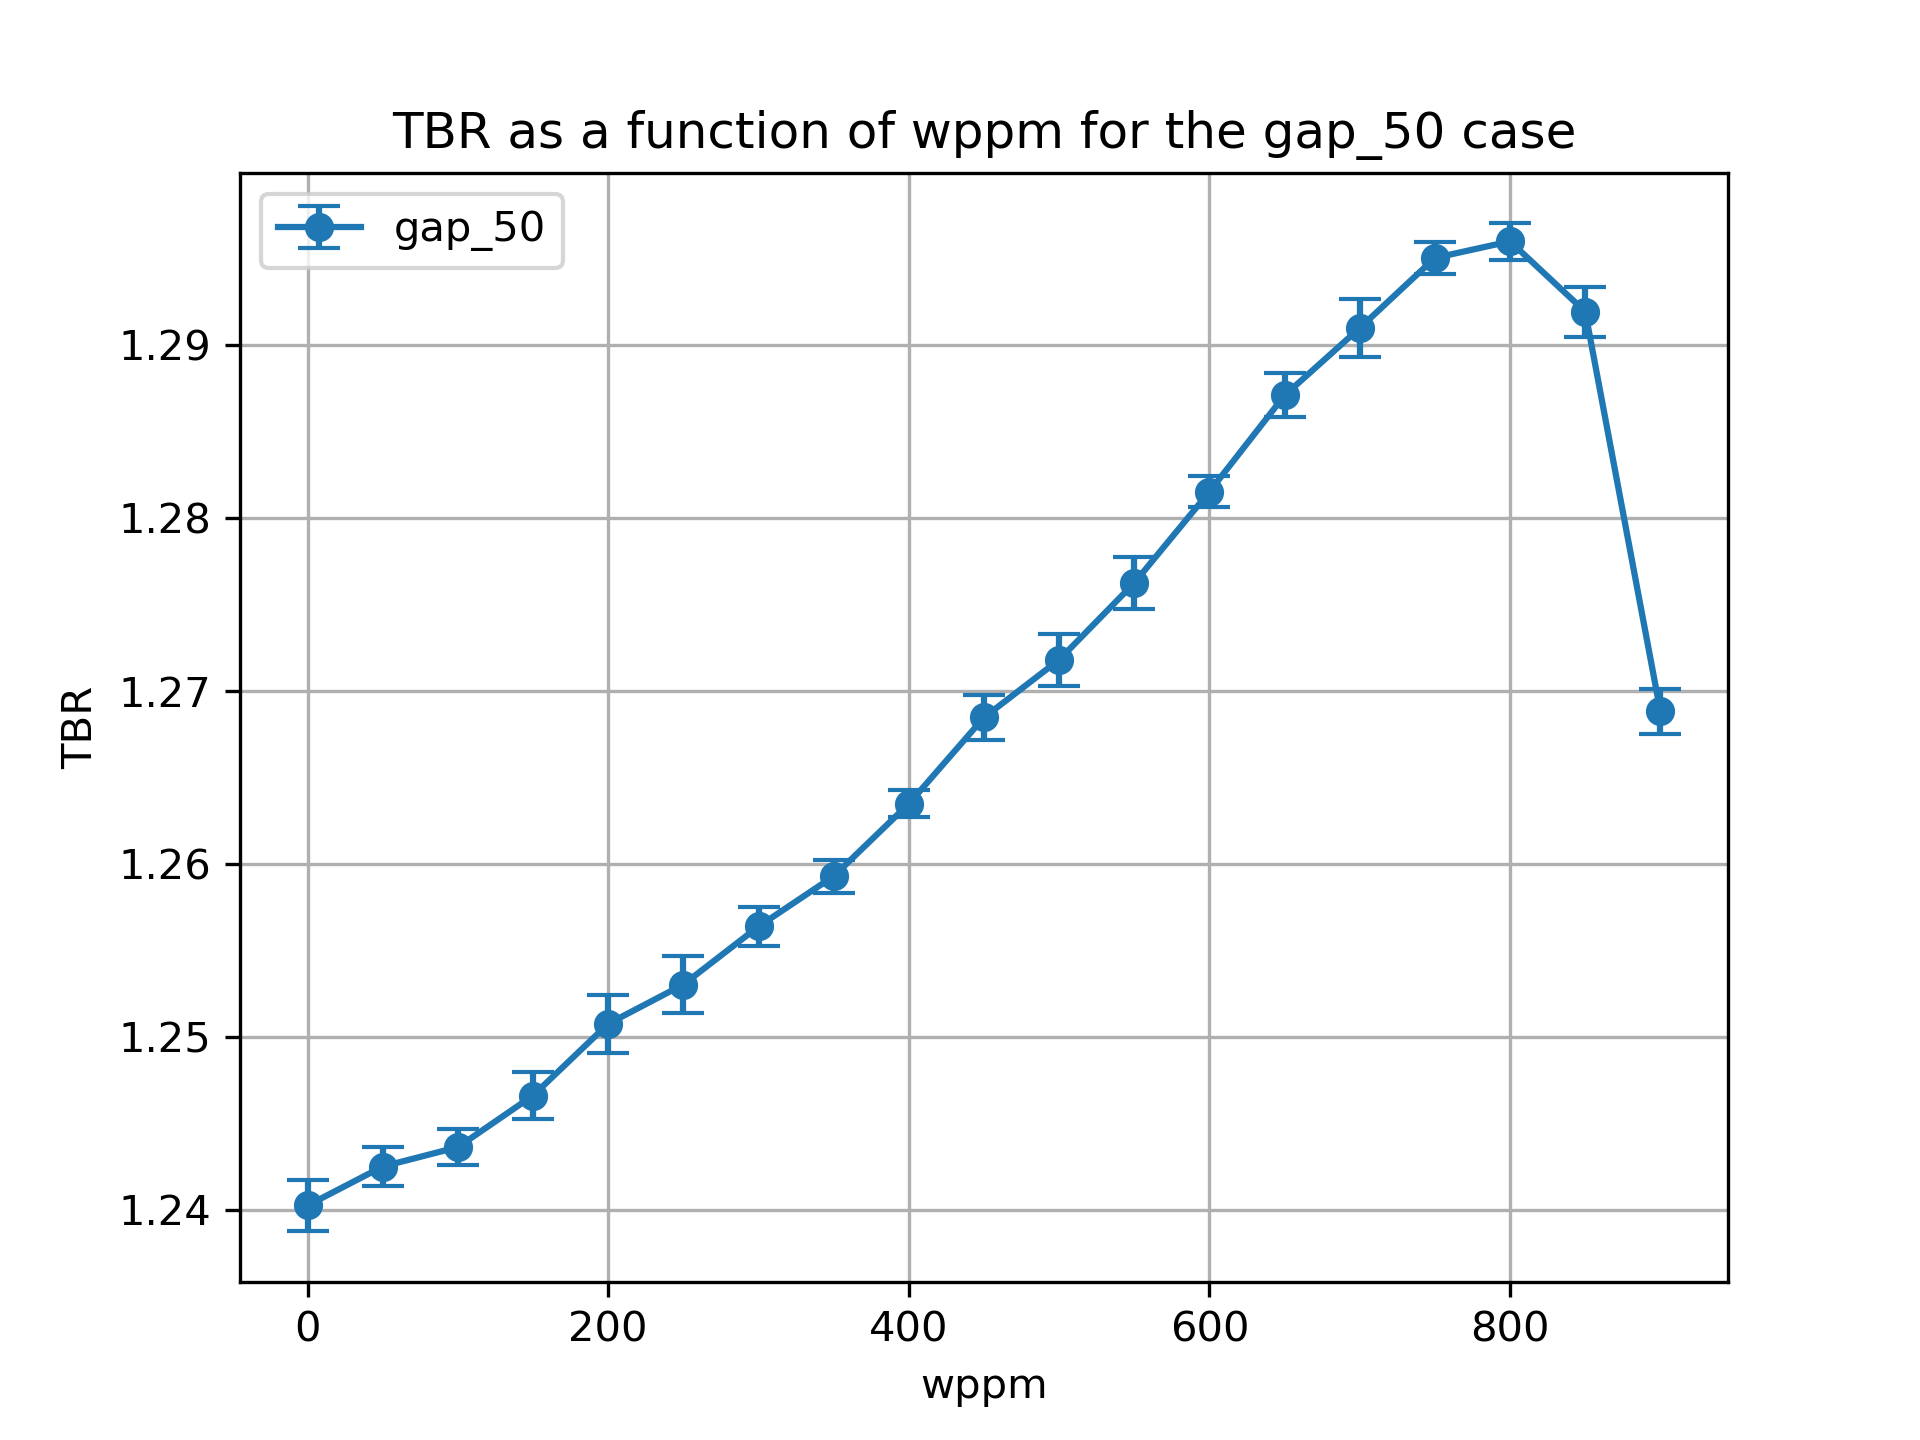 TBR as a function of wppm for the gap_50 case
gap_50
1.29
1.28
1.27
1.26
1.25
1.24
TBR
0 200 400 600 800
wppm